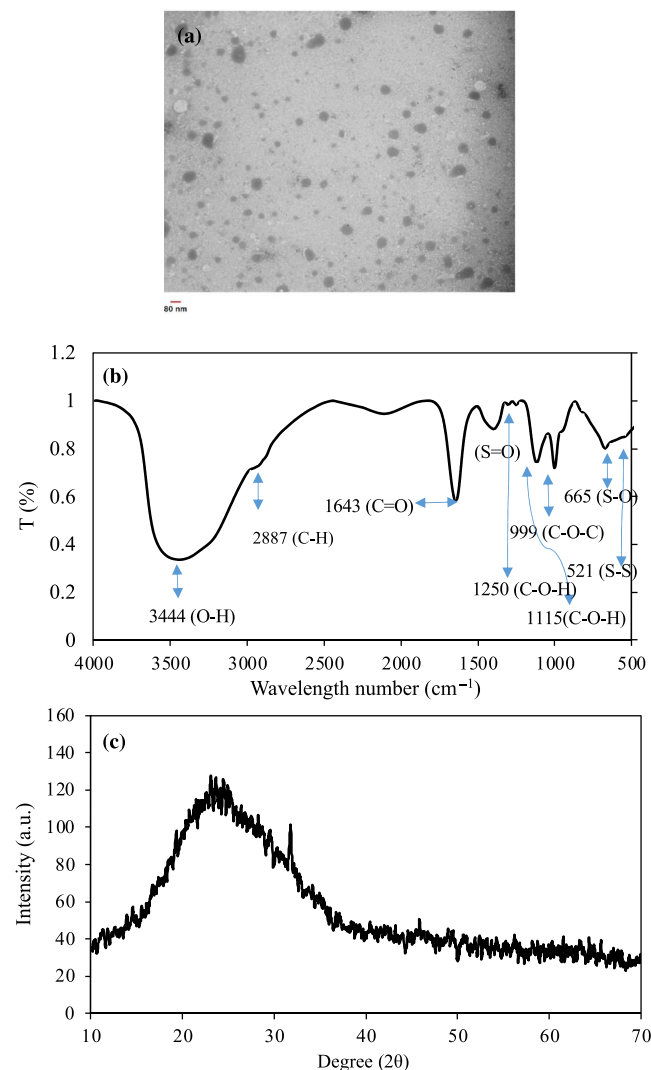 (a)
80 nm
(b)
T (%)
1.2
1
0.8
0.6
0.4
0.2
0
(S=O)
1643 (C=O)
665 (S-O)
999 (C-O-C)
2887 (C-H)
521 (S-S)
1250 (C-O-H)
3444 (O-H)
1115(C-O-H)
4000 3500 3000 2500 2000 1500 1000 500
Wavelength number (cm⁻¹)
(c)
Intensity (a.u.)
160
140
120
100
80
60
40
20
0
10 20 30 40 50 60 70
Degree (2θ)